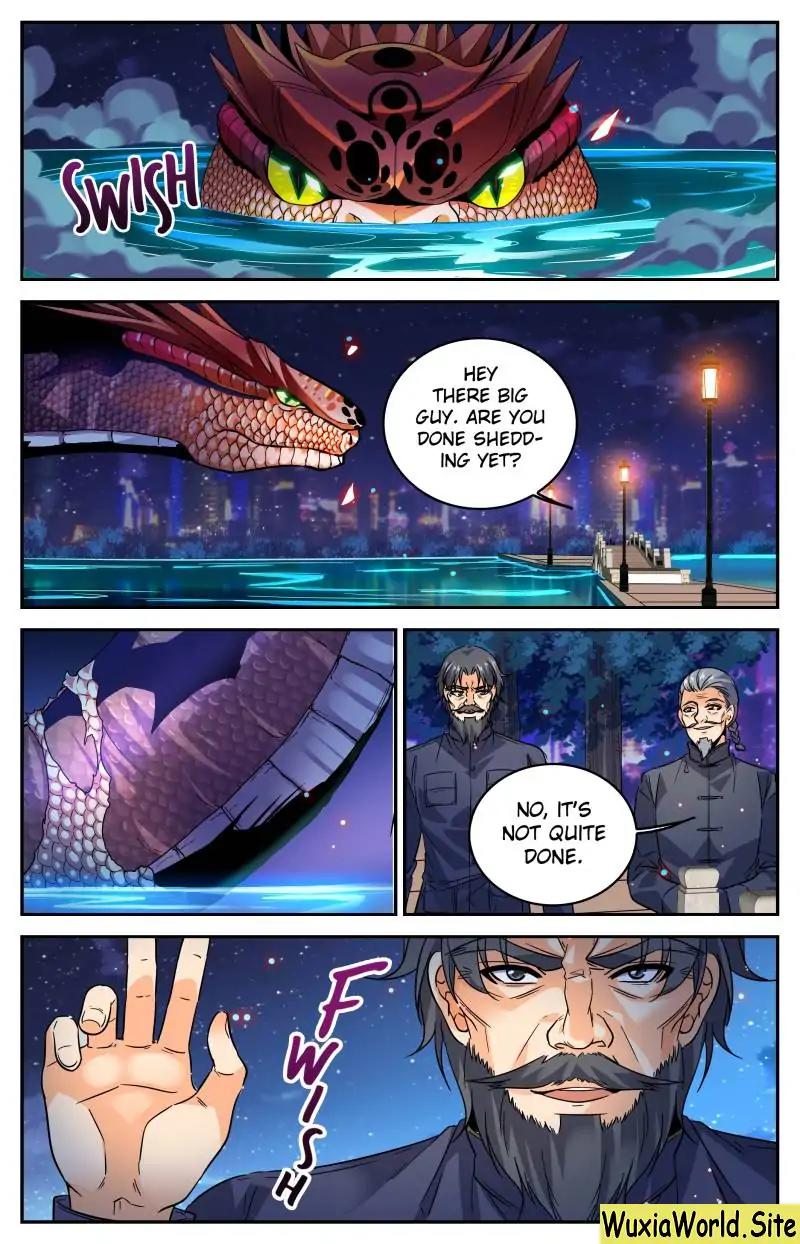 SWISH
HEY
THERE BIG
GUY. ARE YOU
DONE SHEDD-
ING YET?
NO, IT'S
NOT QUITE
DONE.
FWISH
WuxiaWorld.Site